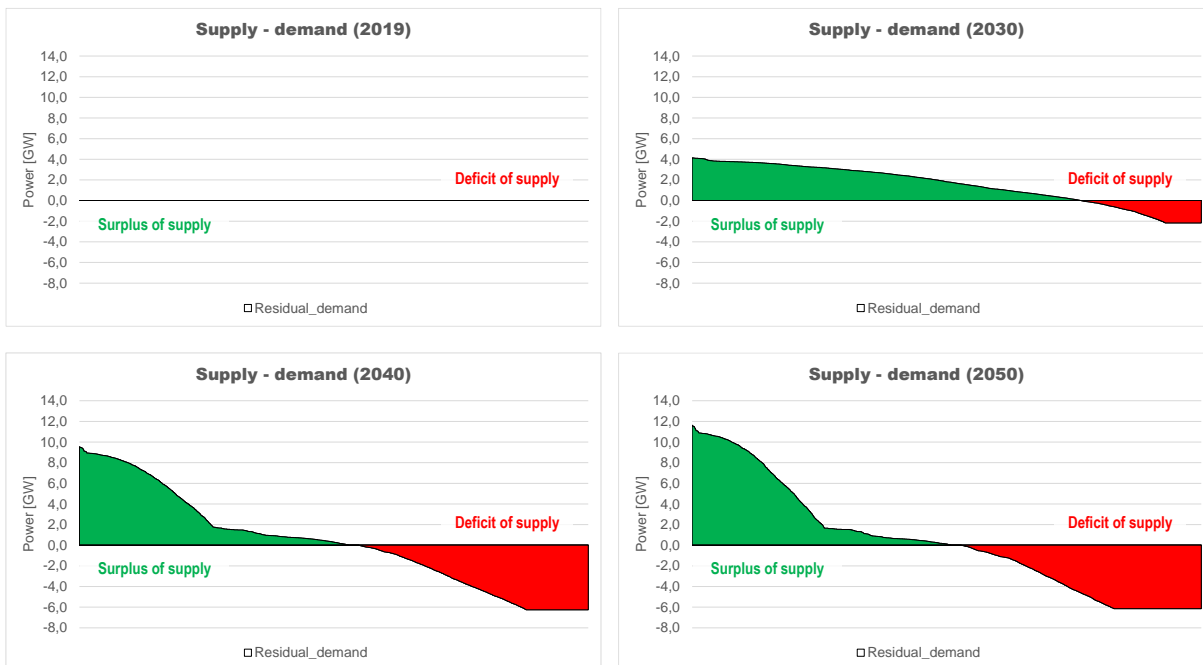 Supply - demand (2019)
14,0
12,0
10,0
8,0
6,0
4,0
2,0
0,0
-2,0
-4,0
-6,0
-8,0
Power [GW]
Deficit of supply
Surplus of supply
Residual_demand
Supply - demand (2030)
14,0
12,0
10,0
8,0
6,0
4,0
2,0
0,0
-2,0
-4,0
-6,0
-8,0
Power [GW]
Deficit of supply
Surplus of supply
Residual_demand
Supply - demand (2040)
14,0
12,0
10,0
8,0
6,0
4,0
2,0
0,0
-2,0
-4,0
-6,0
-8,0
Power [GW]
Deficit of supply
Surplus of supply
Residual_demand
Supply - demand (2050)
14,0
12,0
10,0
8,0
6,0
4,0
2,0
0,0
-2,0
-4,0
-6,0
-8,0
Power [GW]
Deficit of supply
Surplus of supply
Residual_demand